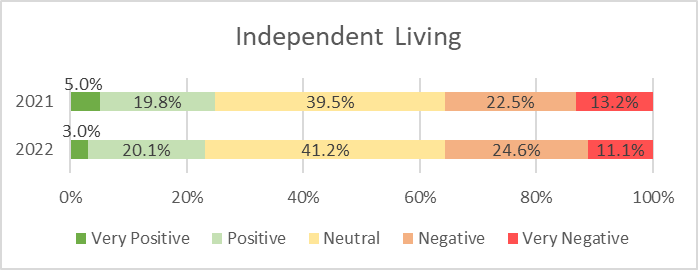 Independent Living
5.0%
2021 19.8% 39.5% 22.5% 13.2%
3.0%
2022 20.1% 41.2% 24.6% 11.1%
0% 20% 40% 60% 80% 100%
Very Positive Positive Neutral Negative Very Negative